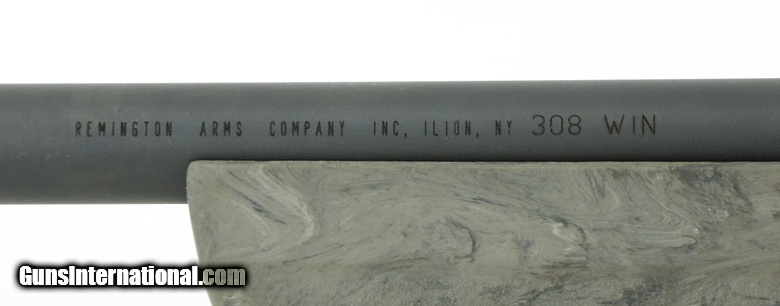 REMINGTON ARMS COMPANY INC, ILION, NY 308 WIN
GunsInternational.com